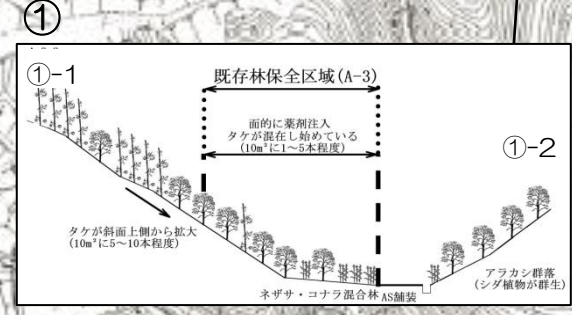 ①
①-1
既存林保全区域(A-3)
面的に薬剤注入
タケが混在し始めている
(10m²に1～5本程度)
①-2
タケが斜面上側から拡大
(10m²に5～10本程度)
アラカシ群落
(シダ植物が群生)
ネザサ・コナラ混合林
AS舗装